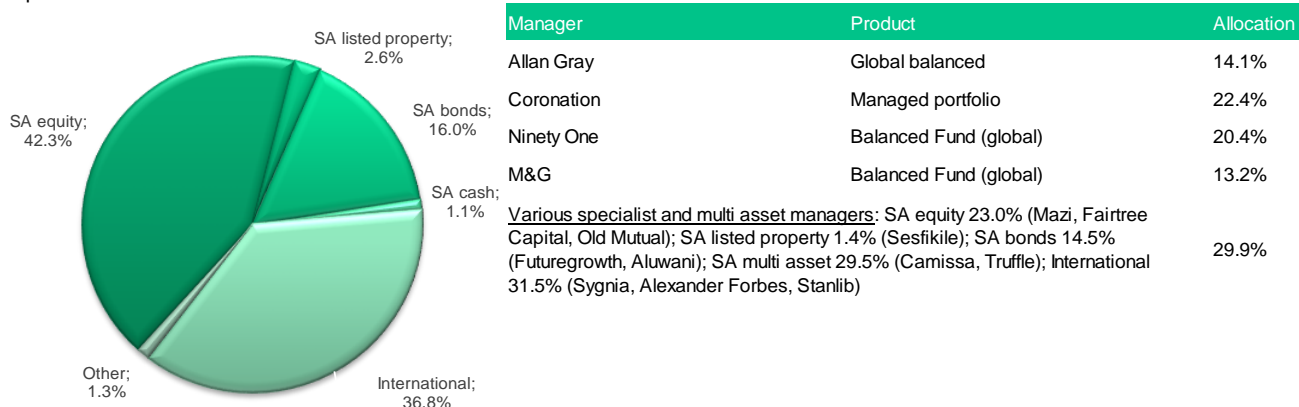 SA listed property;
2.6%
SA equity;
42.3%
SA bonds;
16.0%
SA cash;
1.1%
Other;
1.3%
International;
36.8%
Manager Product Allocation
Allan Gray Global balanced 14.1%
Coronation Managed portfolio 22.4%
Ninety One Balanced Fund (global) 20.4%
M&G Balanced Fund (global) 13.2%
Various specialist and multi asset managers: SA equity 23.0% (Mazi, Fairtree
Capital, Old Mutual); SA listed property 1.4% (Sesfikile); SA bonds 14.5%
(Futuregrowth, Aluwani); SA multi asset 29.5% (Camissa, Truffle); International
31.5% (Sygnia, Alexander Forbes, Stanlib)
29.9%